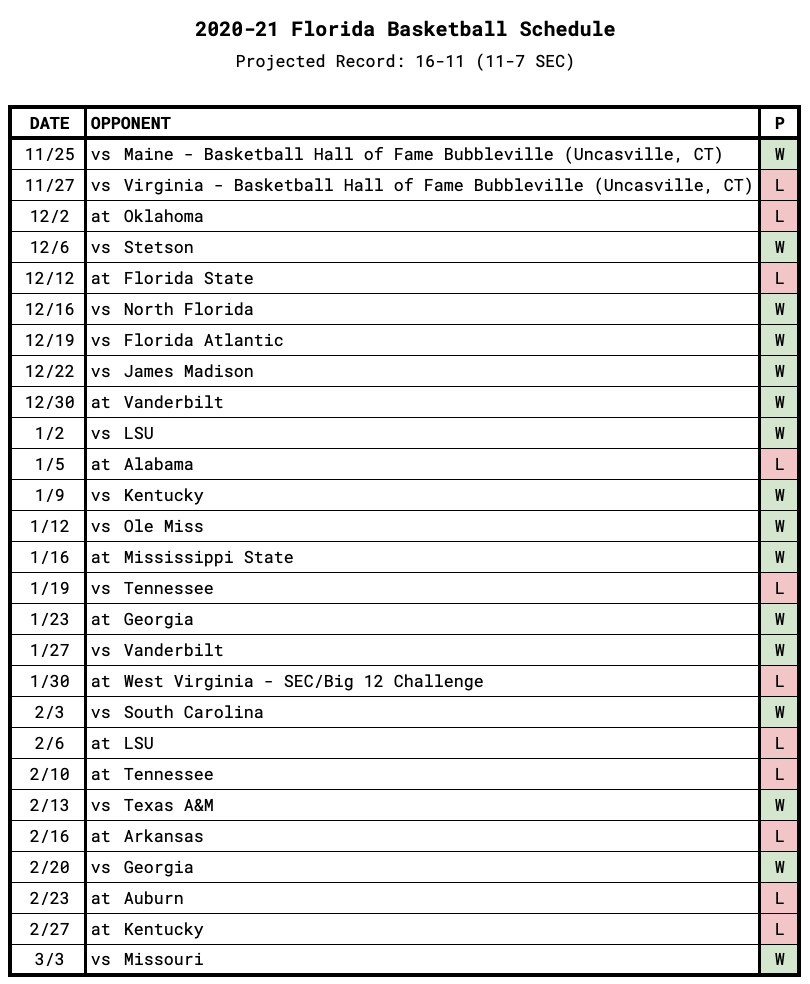 2020-21 Florida Basketball Schedule
Projected Record: 16-11 (11-7 SEC)
DATE OPPONENT P
11/25 vs Maine - Basketball Hall of Fame Bubbleville (Uncasville, CT) W
11/27 vs Virginia - Basketball Hall of Fame Bubbleville (Uncasville, CT) L
12/2 at Oklahoma L
12/6 vs Stetson W
12/12 at Florida State L
12/16 vs North Florida W
12/19 vs Florida Atlantic W
12/22 vs James Madison W
12/30 at Vanderbilt W
1/2 vs LSU W
1/5 at Alabama L
1/9 vs Kentucky W
1/12 vs Ole Miss W
1/16 at Mississippi State W
1/19 vs Tennessee L
1/23 at Georgia W
1/27 vs Vanderbilt W
1/30 at West Virginia - SEC/Big 12 Challenge L
2/3 vs South Carolina W
2/6 at LSU L
2/10 at Tennessee L
2/13 vs Texas A&M W
2/16 at Arkansas L
2/20 vs Georgia W
2/23 at Auburn L
2/27 at Kentucky L
3/3 vs Missouri W